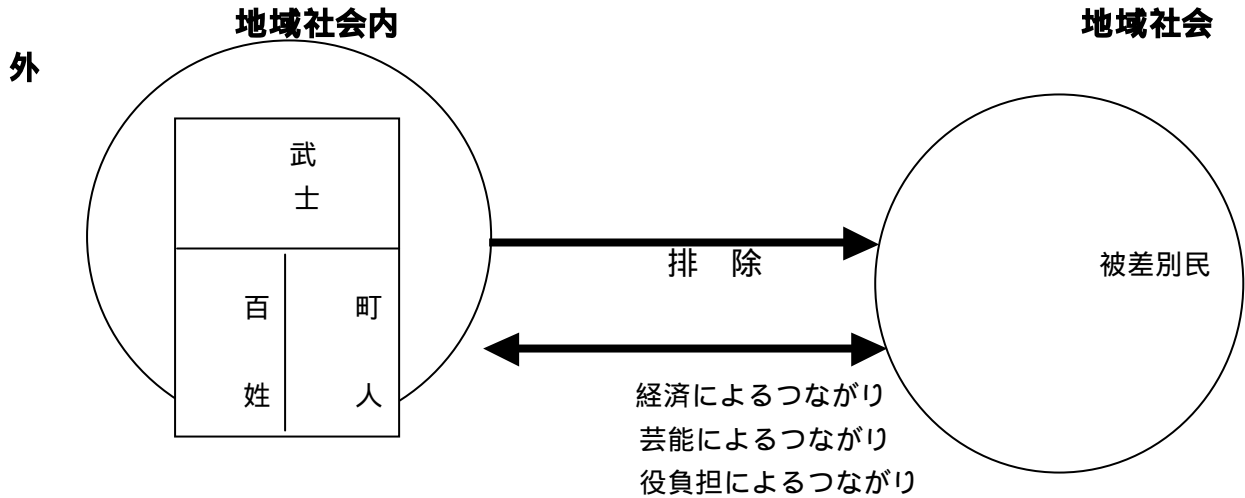 地域社会内
地域社会
外
武
士
百
姓
町
人
排 除
経済によるつながり
芸能によるつながり
役負担によるつながり
被差別民